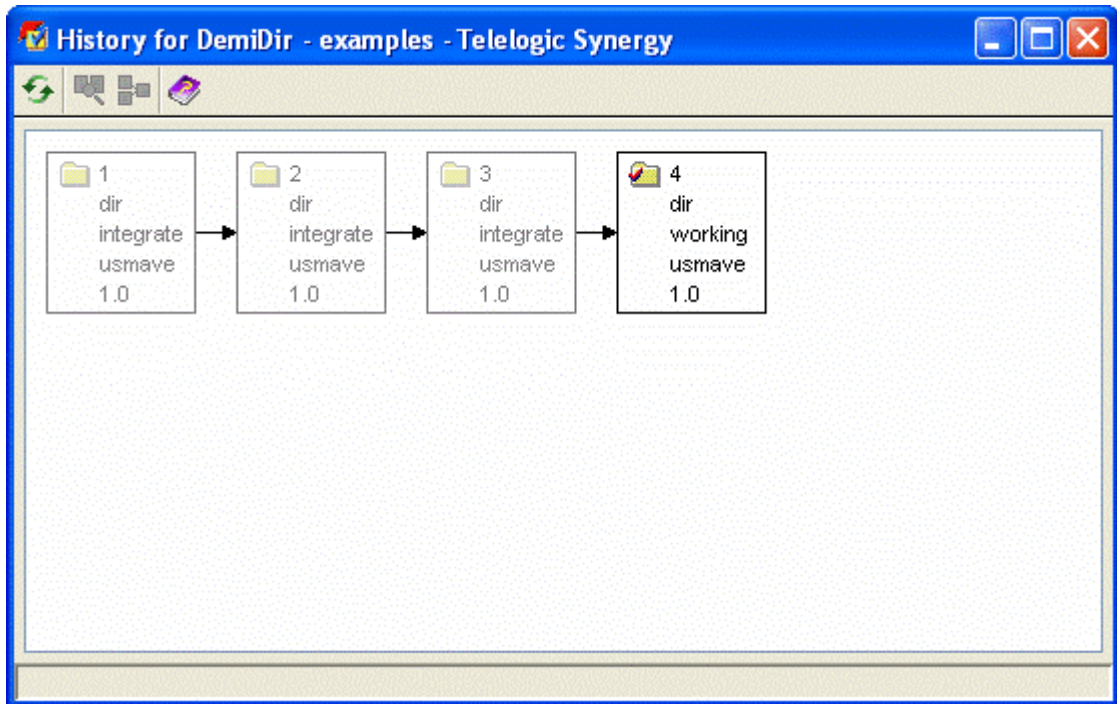 History for DemiDir - examples - Telelogic Synergy
1
dir
integrate
usmave
1.0
2
dir
integrate
usmave
1.0
3
dir
integrate
usmave
1.0
4
dir
working
usmave
1.0